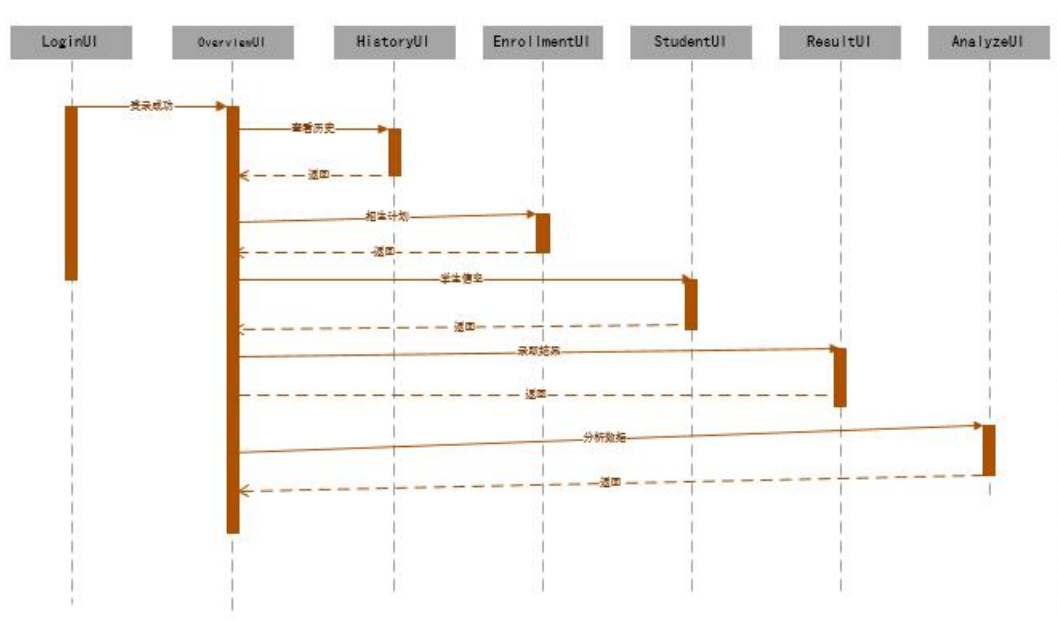 LoginUI
OverviewUI
HistoryUI
EnrollmentUI
StudentUI
ResultUI
AnalyzeUI
登录成功
查看历史
返回
招生计划
返回
学生信息
返回
录取结果
返回
分析数据
返回